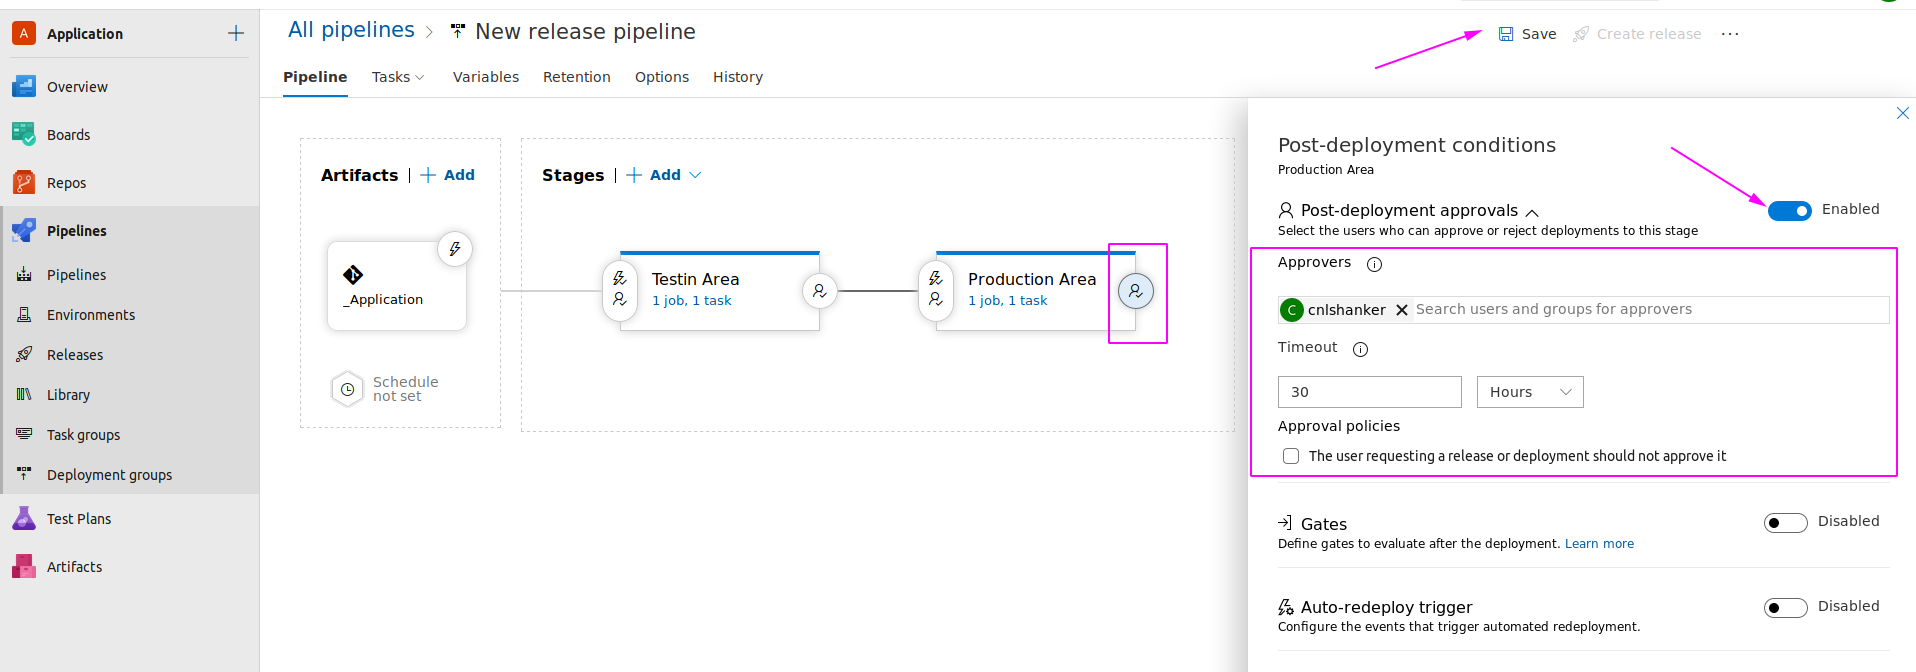 A Application
Overview
Boards
Repos
Pipelines
Pipelines
Environments
Releases
Library
Task groups
Deployment groups
Test Plans
Artifacts
All pipelines > New release pipeline
Save Create release ...
Pipeline Tasks Variables Retention Options History
Artifacts | + Add
_Application
Schedule
not set
Stages | + Add
Testin Area
1 job, 1 task
Production Area
1 job, 1 task
Post-deployment conditions
Production Area
Post-deployment approvals
Enabled
Select the users who can approve or reject deployments to this stage
Approvers
C cnlshanker Search users and groups for approvers
Timeout
30 Hours
Approval policies
The user requesting a release or deployment should not approve it
Gates
Disabled
Define gates to evaluate after the deployment. Learn more
Auto-redeploy trigger
Disabled
Configure the events that trigger automated redeployment.